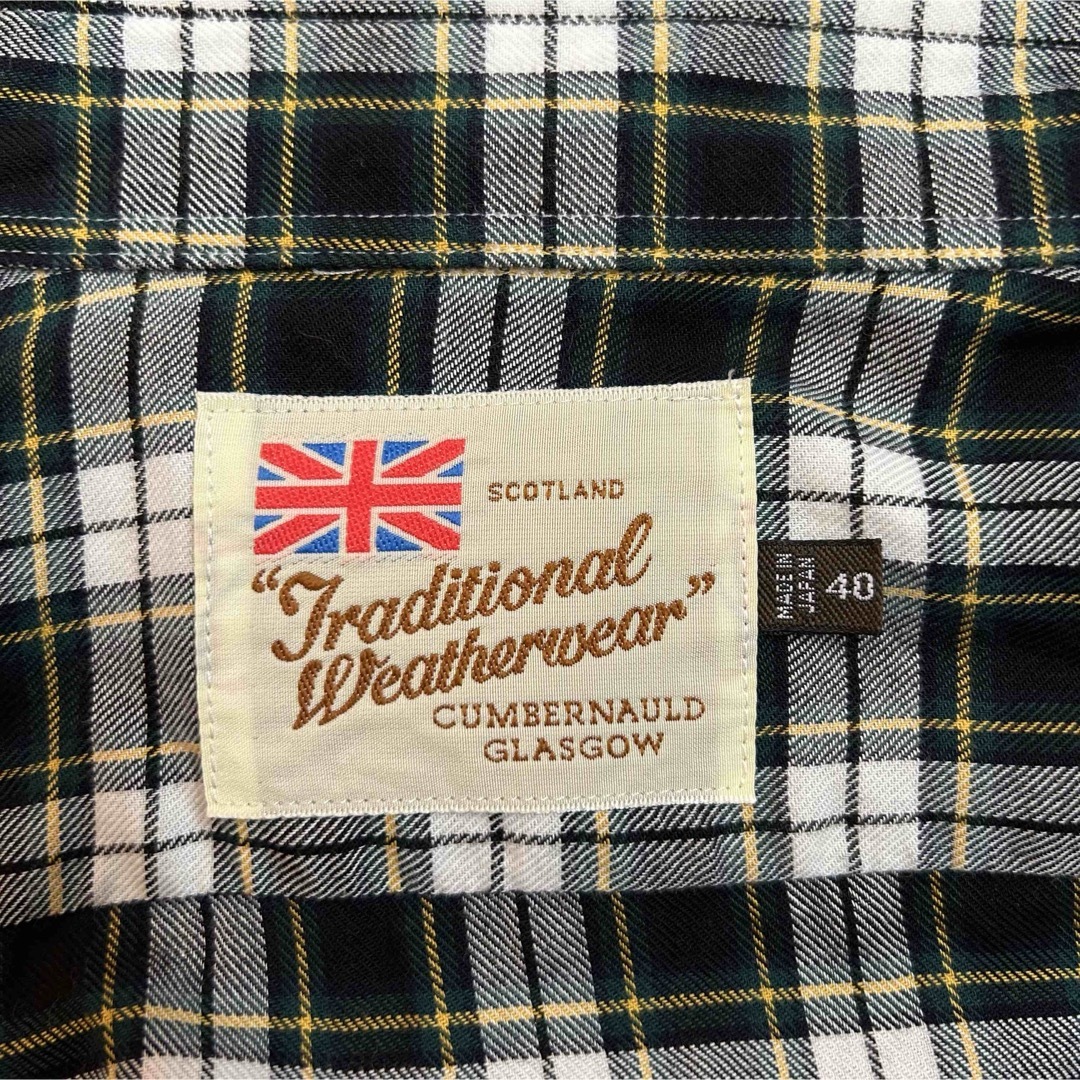 SCOTLAND
“Traditional
Weatherwear”
CUMBERNAULD
GLASGOW
MADE IN
JAPAN
40